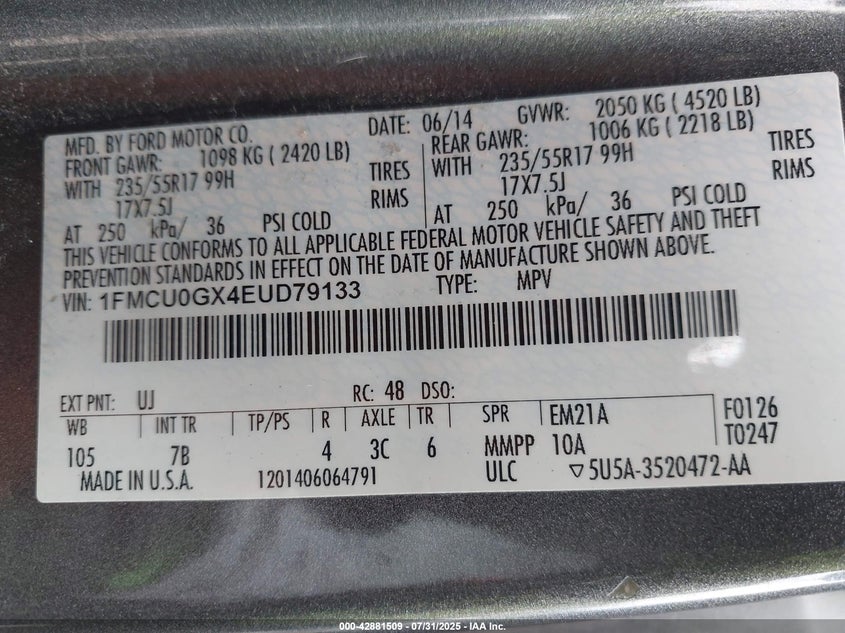 MFD. BY FORD MOTOR CO. DATE: 06/14 GVWR: 2050 KG ( 4520 LB)
FRONT GAWR: 1098 KG ( 2420 LB) REAR GAWR: 1006 KG ( 2218 LB)
WITH 235/55R17 99H TIRES WITH 235/55R17 99H TIRES
17X7.5J RIMS 17X7.5J RIMS
AT 250 kPa/ 36 PSI COLD AT 250 kPa/ 36 PSI COLD
THIS VEHICLE CONFORMS TO ALL APPLICABLE FEDERAL MOTOR VEHICLE SAFETY AND THEFT
PREVENTION STANDARDS IN EFFECT ON THE DATE OF MANUFACTURE SHOWN ABOVE.
VIN: 1FMCU0GX4EUD79133 TYPE: MPV
EXT PNT: UJ RC: 48 DSO:
WB INT TR TP/PS R AXLE TR SPR EM21A F0126
105 7B 4 3C 6 MMPP 10A T0247
MADE IN U.S.A. 1201406064791 ULC ▽5U5A-3520472-AA
000-42881509 / 07/31/2025 - IAA Inc.